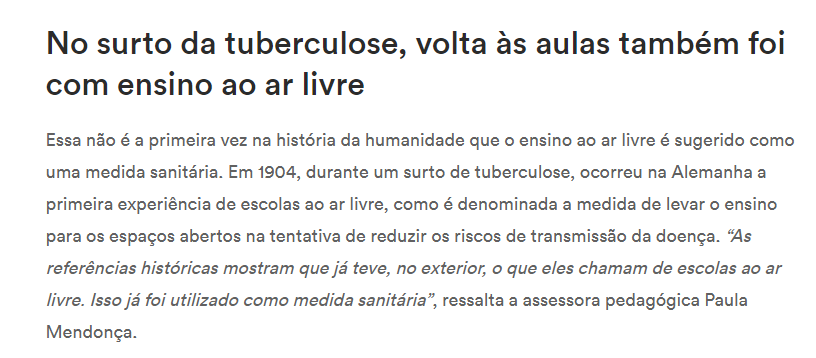 No surto da tuberculose, volta às aulas também foi
com ensino ao ar livre
Essa não é a primeira vez na história da humanidade que o ensino ao ar livre é sugerido como
uma medida sanitária. Em 1904, durante um surto de tuberculose, ocorreu na Alemanha a
primeira experiência de escolas ao ar livre, como é denominada a medida de levar o ensino
para os espaços abertos na tentativa de reduzir os riscos de transmissão da doença. “As
referências históricas mostram que já teve, no exterior, o que eles chamam de escolas ao ar
livre. Isso já foi utilizado como medida sanitária”, ressalta a assessora pedagógica Paula
Mendonça.